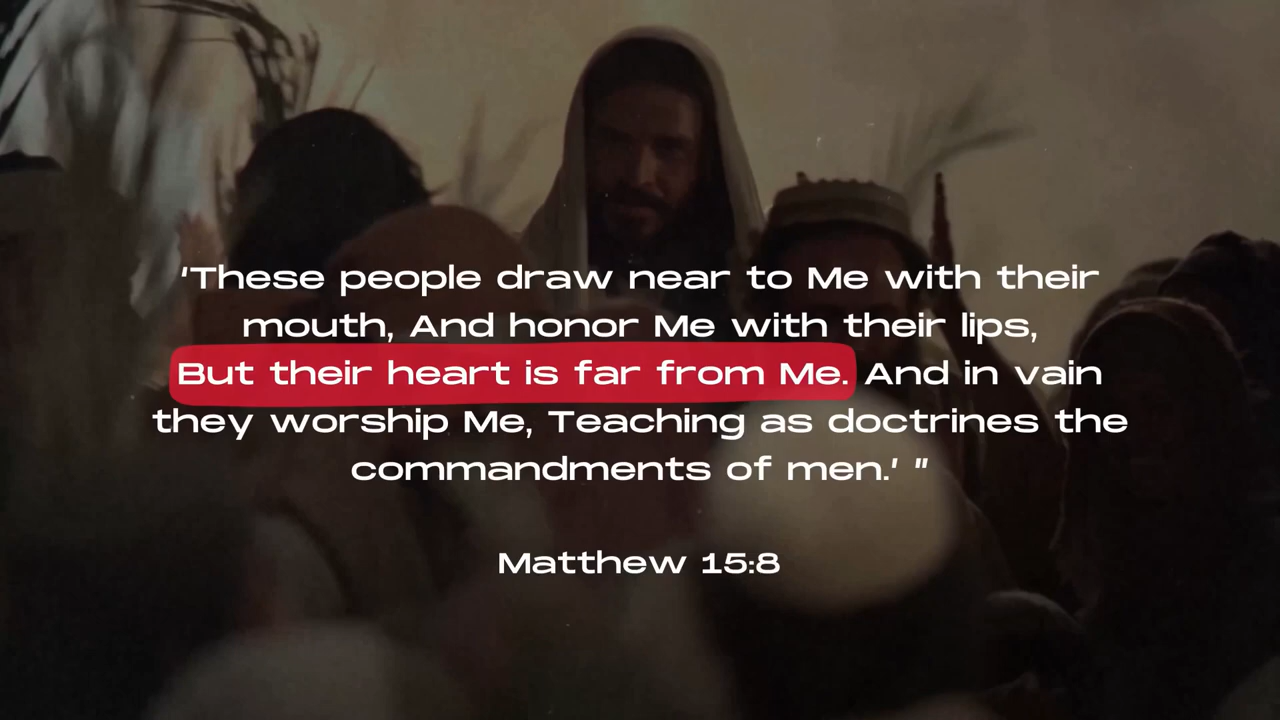 'These people draw near to Me with their
mouth, And honor Me with their lips,
But their heart is far from Me. And in vain
they worship Me, Teaching as doctrines the
commandments of men.' "
Matthew 15:8